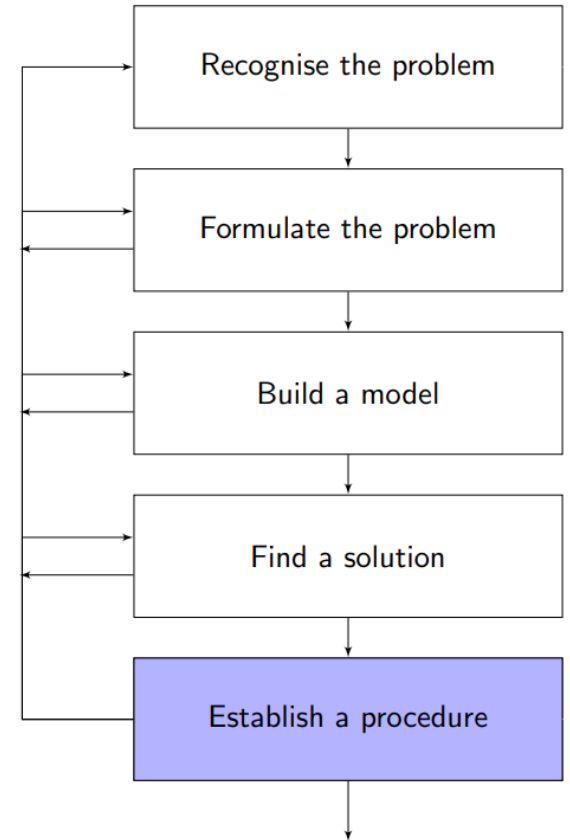 Recognise the problem
Formulate the problem
Build a model
Find a solution
Establish a procedure